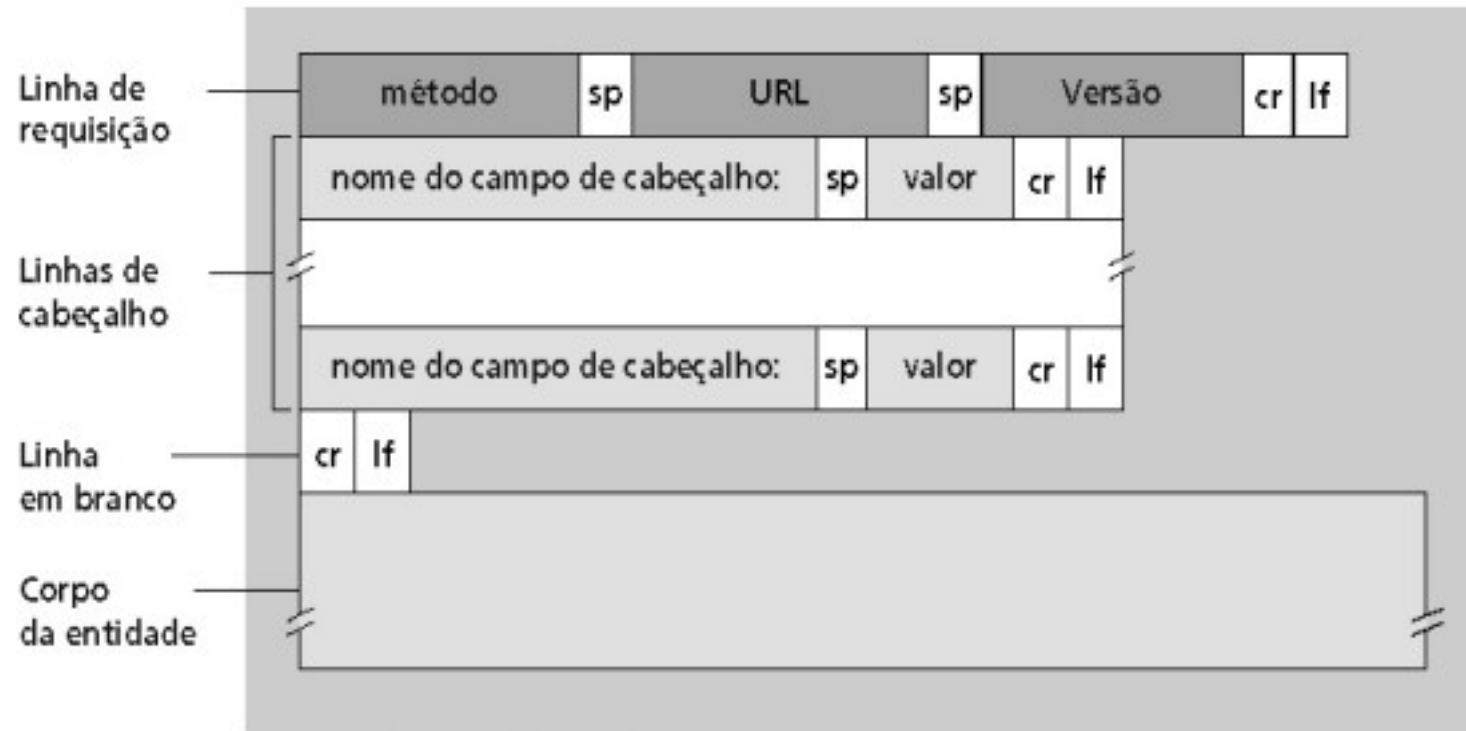 Linha de
requisição
método sp URL sp Versão cr lf
nome do campo de cabeçalho: sp valor cr lf
Linhas de
cabeçalho
nome do campo de cabeçalho: sp valor cr lf
Linha
em branco
cr lf
Corpo
da entidade